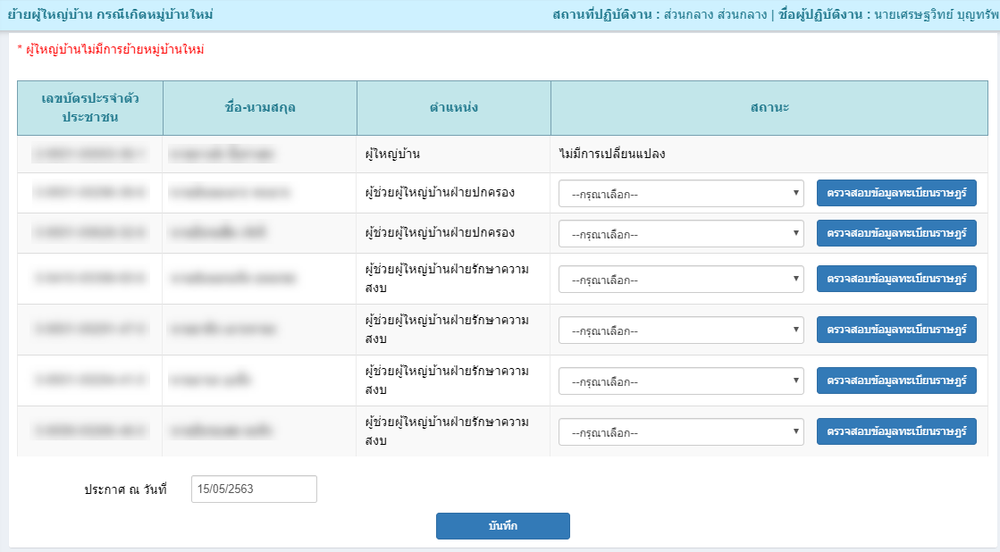 ย้ายผู้ใหญ่บ้าน กรณีเกิดหมู่บ้านใหม่
สถานที่ปฏิบัติงาน : ส่วนกลาง ส่วนกลาง | ชื่อผู้ปฏิบัติงาน : นายเศรษฐวิทย์ บุญทรัพ
* ผู้ใหญ่บ้านไม่มีการย้ายหมู่บ้านใหม่
เลขบัตรปะรจำตัว
ประชาชน
ชื่อ-นามสกุล
ตำแหน่ง
สถานะ
ผู้ใหญ่บ้าน
ไม่มีการเปลี่ยนแปลง
ผู้ช่วยผู้ใหญ่บ้านฝ่ายปกครอง
--กรุณาเลือก--
ตรวจสอบข้อมูลทะเบียนราษฎร์
ผู้ช่วยผู้ใหญ่บ้านฝ่ายปกครอง
--กรุณาเลือก--
ตรวจสอบข้อมูลทะเบียนราษฎร์
ผู้ช่วยผู้ใหญ่บ้านฝ่ายรักษาความ
สงบ
--กรุณาเลือก--
ตรวจสอบข้อมูลทะเบียนราษฎร์
ผู้ช่วยผู้ใหญ่บ้านฝ่ายรักษาความ
สงบ
--กรุณาเลือก--
ตรวจสอบข้อมูลทะเบียนราษฎร์
ผู้ช่วยผู้ใหญ่บ้านฝ่ายรักษาความ
สงบ
--กรุณาเลือก--
ตรวจสอบข้อมูลทะเบียนราษฎร์
ผู้ช่วยผู้ใหญ่บ้านฝ่ายรักษาความ
สงบ
--กรุณาเลือก--
ตรวจสอบข้อมูลทะเบียนราษฎร์
ประกาศ ณ วันที่
15/05/2563
บันทึก